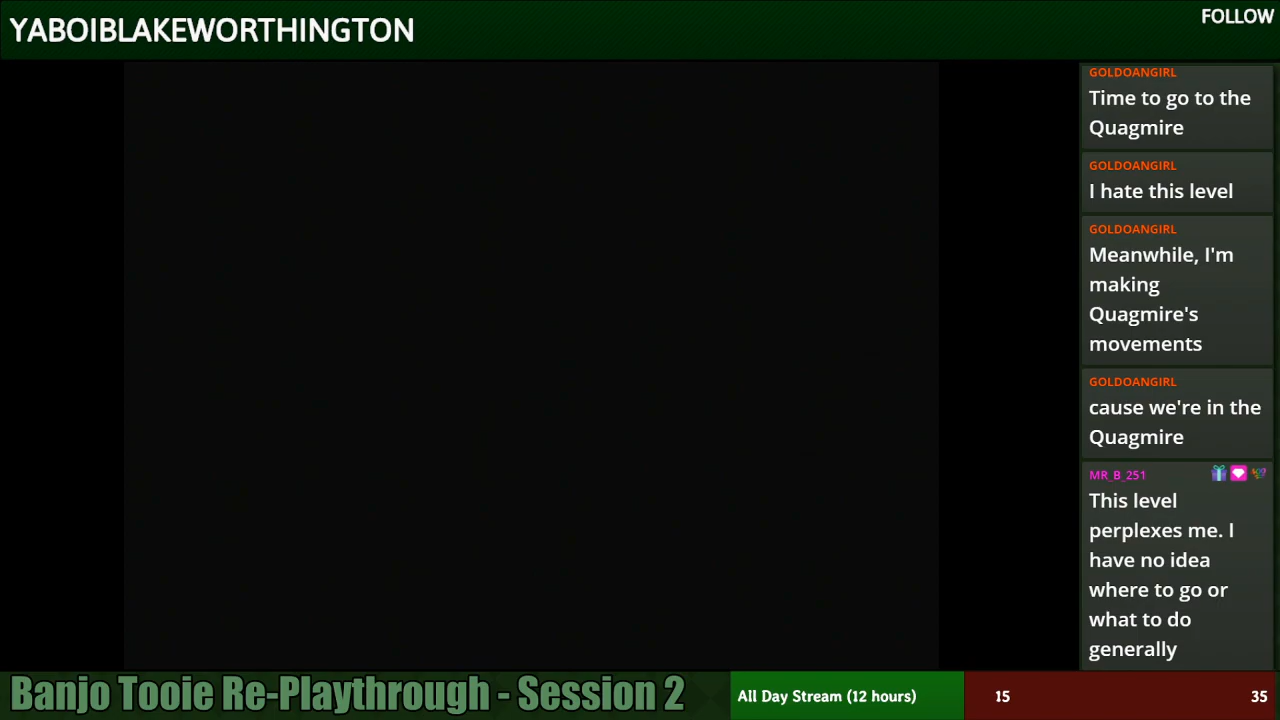 YABOIBLAKEWORTHINGTON
FOLLOW
GOLDOANGIRL
Time to go to the
Quagmire
GOLDOANGIRL
I hate this level
GOLDOANGIRL
Meanwhile, I'm
making
Quagmire's
movements
GOLDOANGIRL
cause we're in the
Quagmire
MR_B_251
This level
perplexes me. I
have no idea
where to go or
what to do
generally
Banjo Tooie Re-Playthrough - Session 2
All Day Stream (12 hours)
15
35